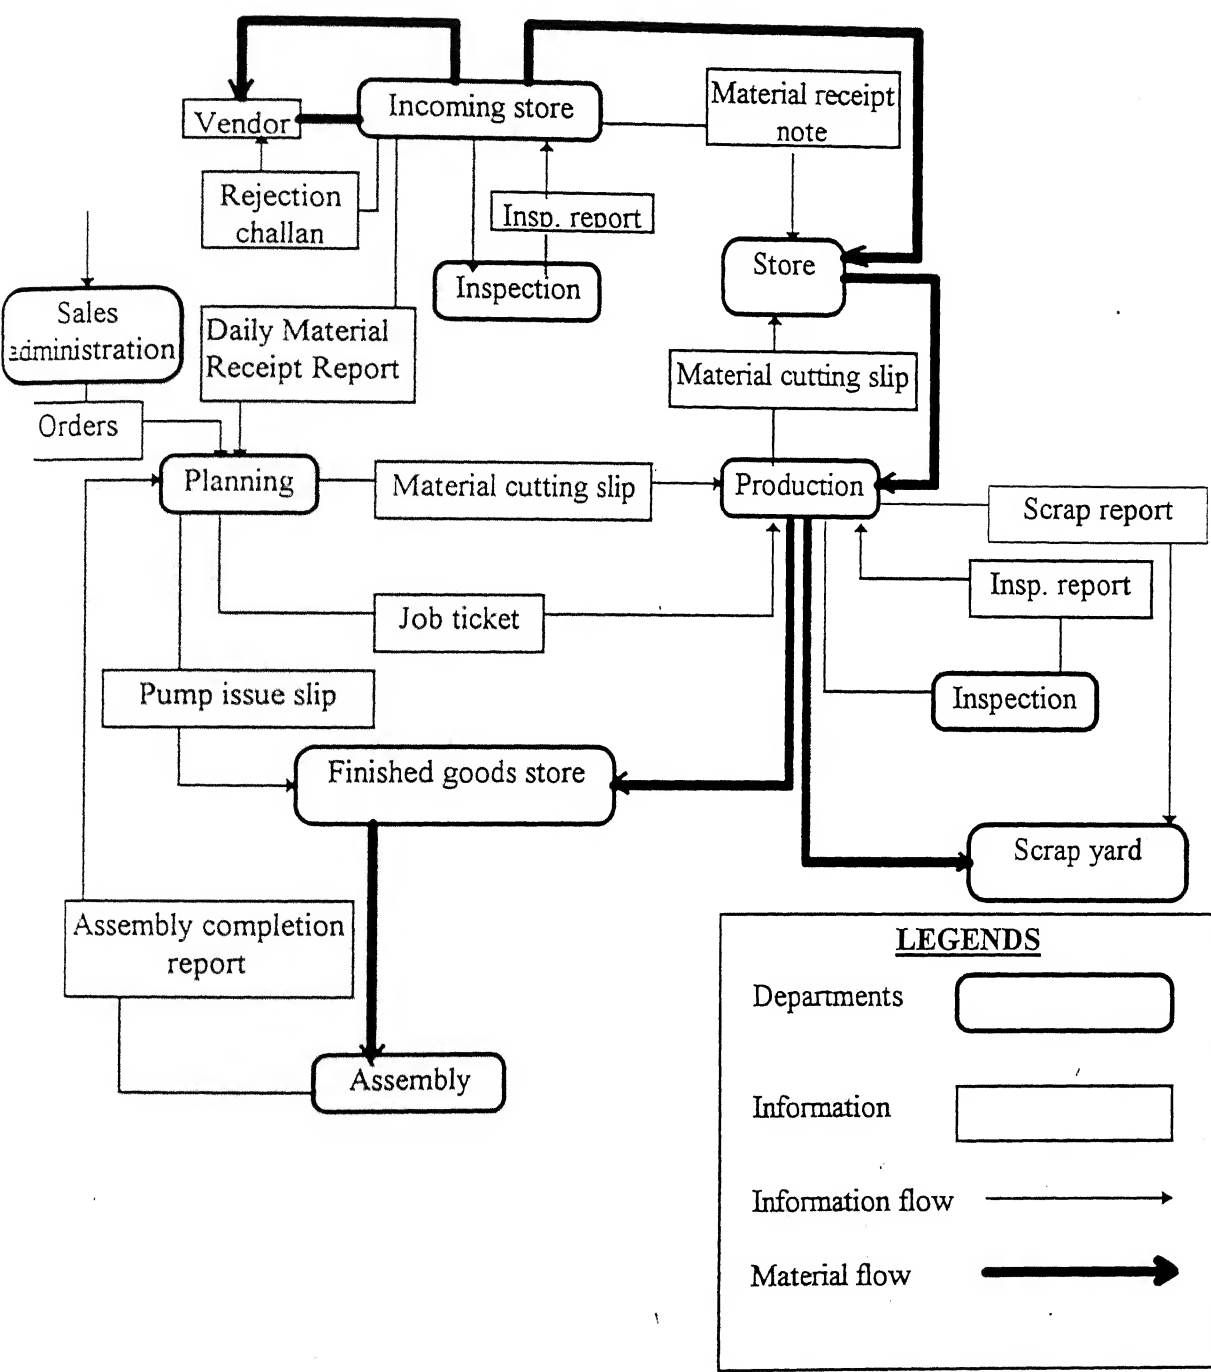 Incoming store
Vendor
Material receipt
note
Rejection
challan
Insp. report
Inspection
Store
Sales
administration
Daily Material
Receipt Report
Material cutting slip
Orders
Planning
Material cutting slip
Production
Scrap report
Insp. report
Job ticket
Pump issue slip
Inspection
Finished goods store
Scrap yard
Assembly completion
report
Assembly
LEGENDS
Departments
Information
Information flow
Material flow